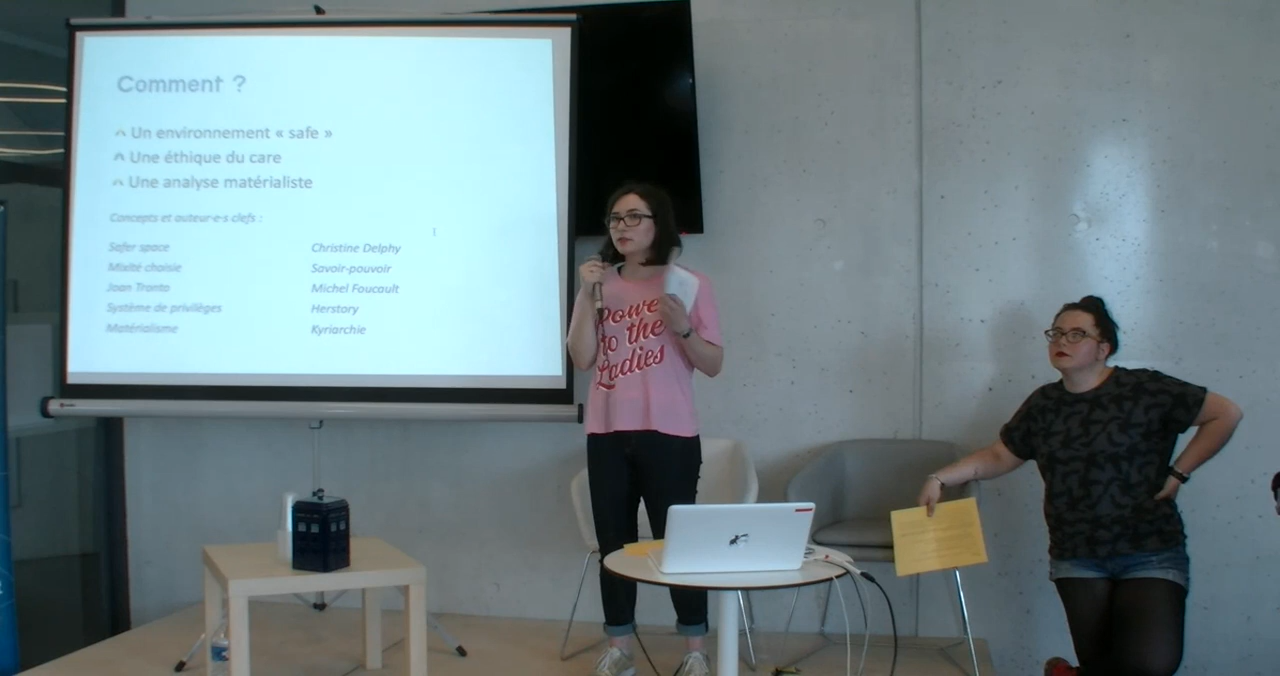 Comment ?
Un environnement « safe »
Une éthique du care
Une analyse matérialiste
Concepts et auteur·e·s clefs :
Safer space Christine Delphy
Mixité choisie Savoir-pouvoir
Joan Tronto Michel Foucault
Système de privilèges Herstory
Matérialisme Kyriarchie
Power
to the
Ladies